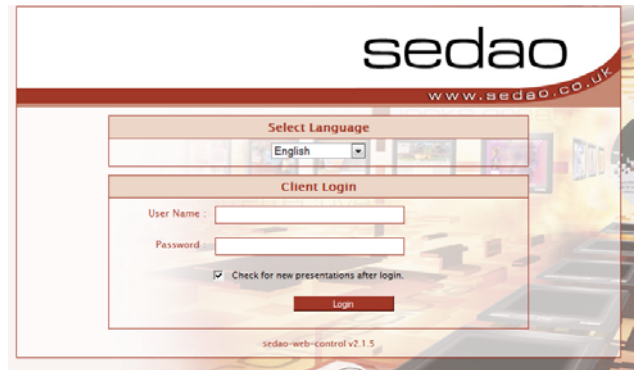 sedao
www.sedao.co.uk
Select Language
English
Client Login
User Name :
Password :
Check for new presentations after login.
Login
sedao-web-control v2.1.5